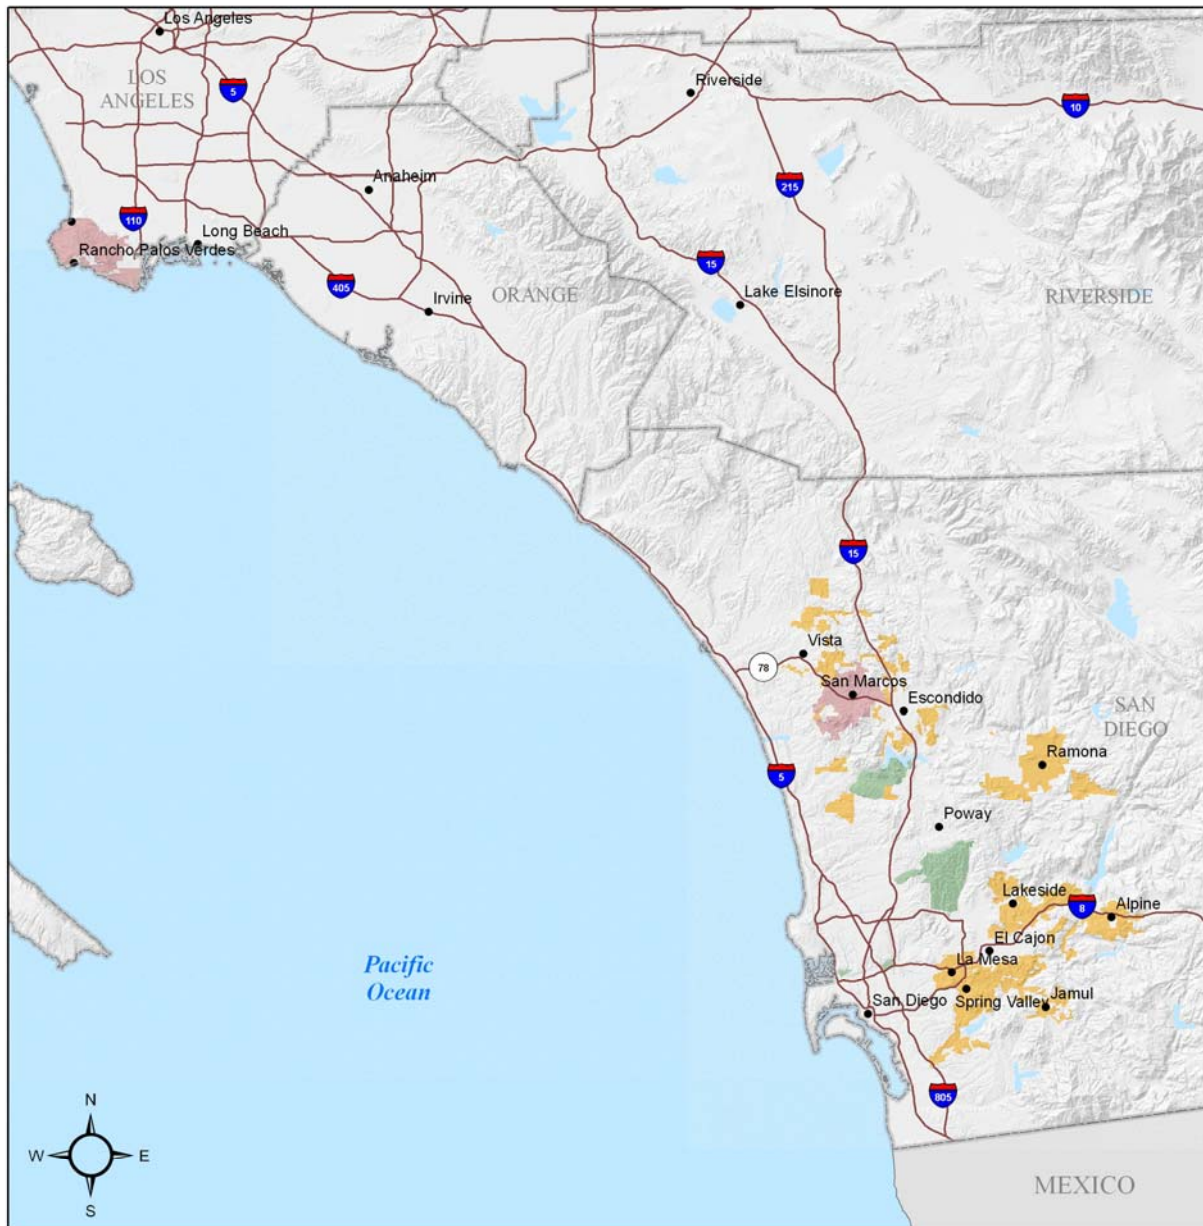 Los Angeles
LOS
ANGELES
5
Riverside
10
Anaheim
215
110
Long Beach
Rancho Palos Verdes
15
405
Irvine
ORANGE
Lake Elsinore
RIVERSIDE
15
Vista
78
San Marcos
Escondido
SAN
DIEGO
Ramona
5
Poway
Lakeside
8
Alpine
El Cajon
La Mesa
Pacific
Ocean
San Diego
Spring Valley
Jamul
805
N
W
E
S
MEXICO